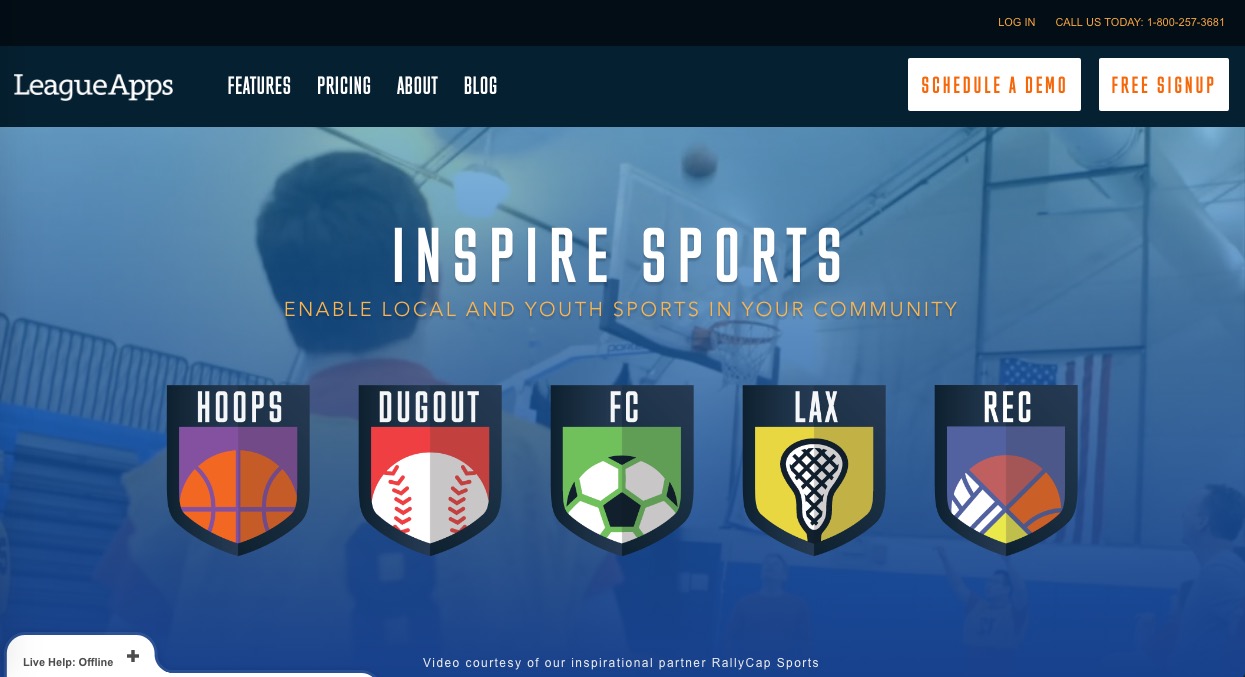 LOG IN CALL US TODAY: 1-800-257-3681
LeagueApps FEATURES PRICING ABOUT BLOG SCHEDULE A DEMO FREE SIGNUP
INSPIRE SPORTS
ENABLE LOCAL AND YOUTH SPORTS IN YOUR COMMUNITY
HOOPS DUGOUT FC LAX REC
Live Help: Offline +
Video courtesy of our inspirational partner RallyCap Sports